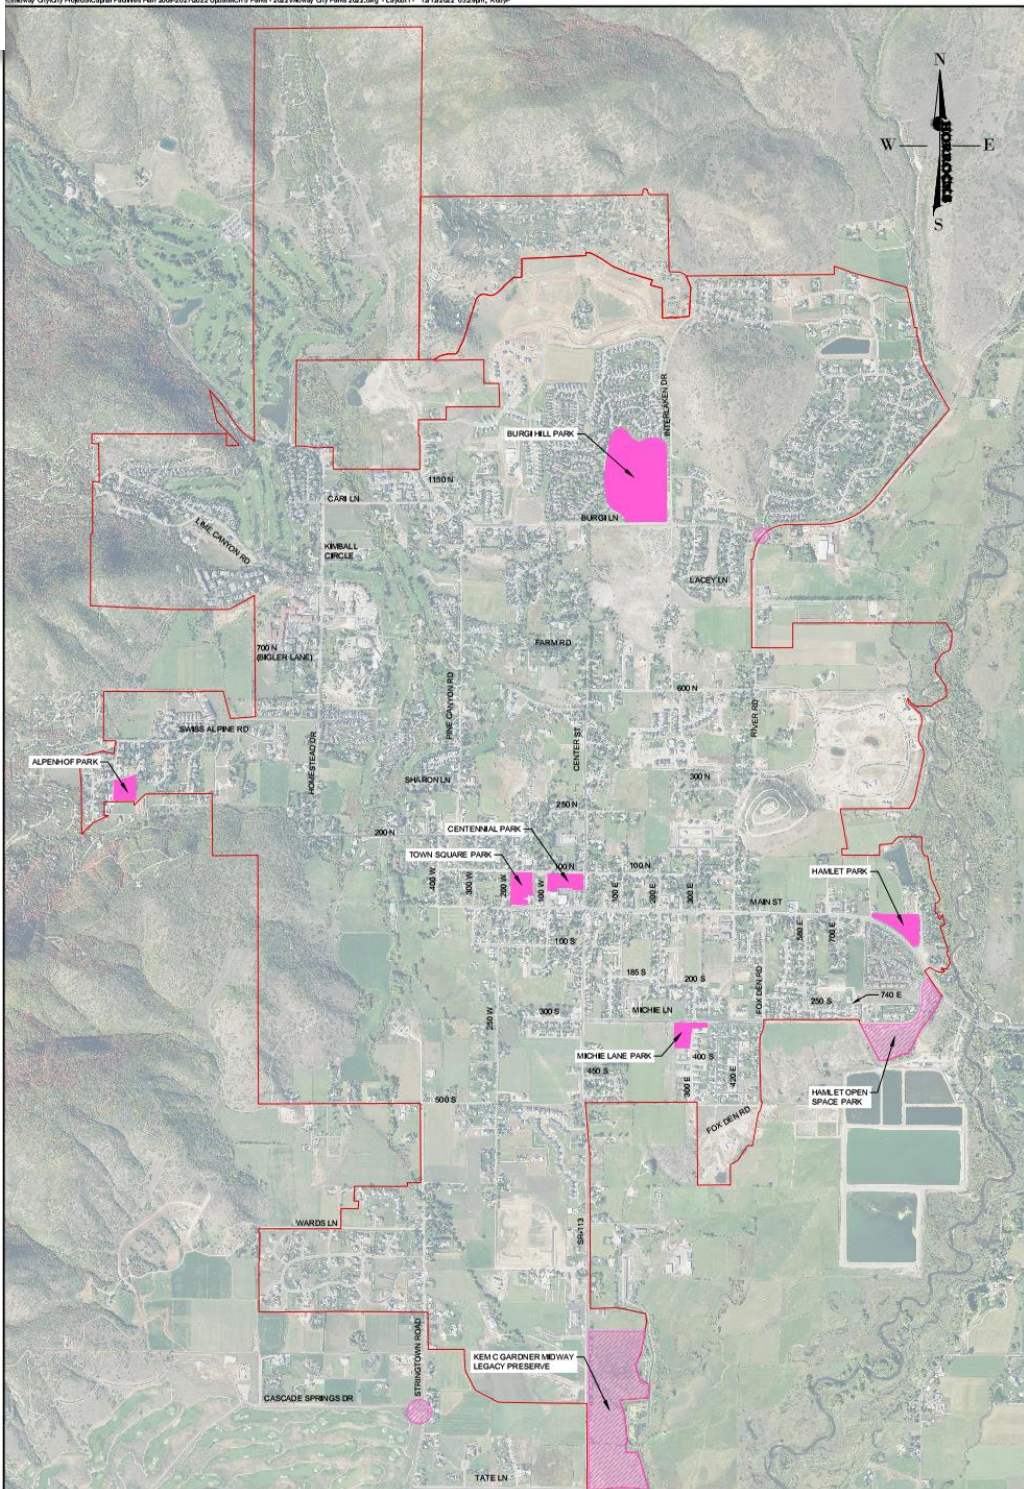 N
W
E
S
HORROCKS
INTERLAKEN DR
BURGI HILL PARK
1150 N
CARI LN
BURGI LN
LIME CANYON RD
KIMBALL
CIRCLE
LACEY LN
FARM RD
700 N
(BIGLER LANE)
PINE CANYON RD
600 N
RIVER RD
SWISS ALPINE RD
HOMESTEAD DR
CENTER ST
ALPENHOF PARK
SHARON LN
300 N
250 N
200 N
CENTENNIAL PARK
TOWN SQUARE PARK
100 N
100 N
HAMLET PARK
400 W
300 W
200 W
100 W
100 E
200 E
300 E
MAIN ST
580 E
700 E
100 S
185 S
200 S
FOX DEN RD
250 S
740 E
250 W
300 S
MICHIE LN
MICHIE LANE PARK
400 S
450 S
300 E
420 E
HAMLET OPEN
SPACE PARK
500 S
FOX DEN RD
WARDS LN
SR-113
STRINGTOWN ROAD
KEM C GARDNER MIDWAY
LEGACY PRESERVE
CASCADE SPRINGS DR
TATE LN